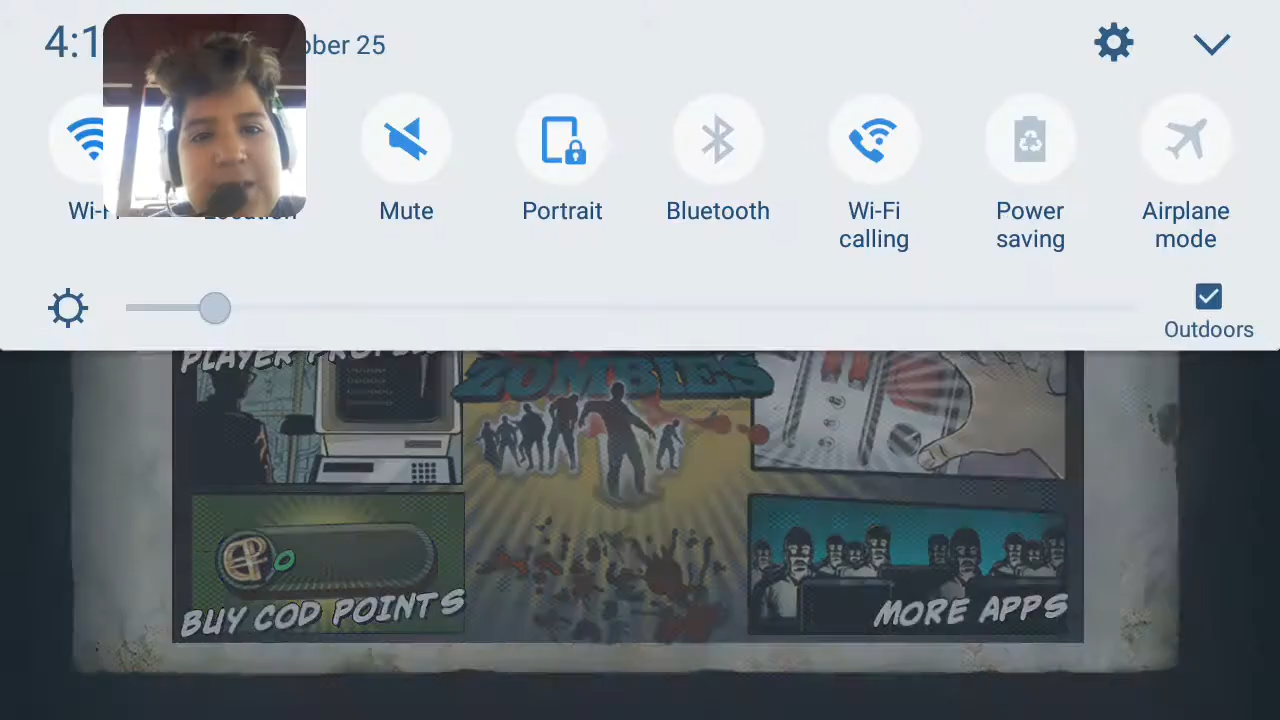 4:1
ober 25
Wi-F
Location
Mute
Portrait
Bluetooth
Wi-Fi
calling
Power
saving
Airplane
mode
Outdoors
ZOMBIES
BUY COD POINTS
MORE APPS